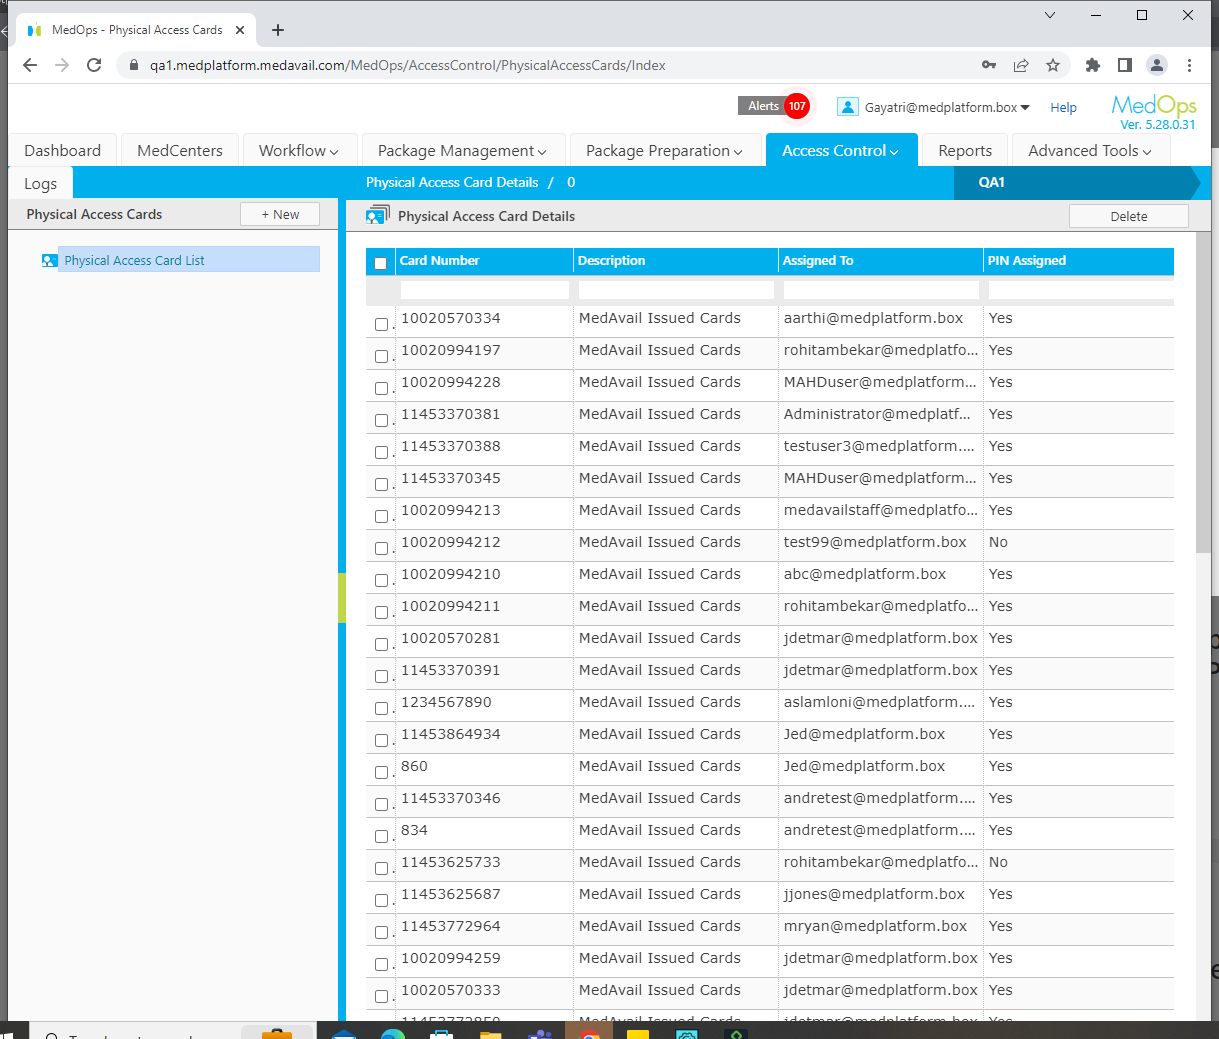 MedOps - Physical Access Cards
qa1.medplatform.medavail.com/MedOps/AccessControl/PhysicalAccessCards/Index
Alerts 107 Gayatri@medplatform.box Help MedOps
Ver. 5.28.0.31
Dashboard MedCenters Workflow Package Management Package Preparation Access Control Reports Advanced Tools
Logs Physical Access Card Details / 0 QA1
Physical Access Cards + New Physical Access Card Details Delete
Physical Access Card List
Card Number Description Assigned To PIN Assigned
10020570334 MedAvail Issued Cards aarthi@medplatform.box Yes
10020994197 MedAvail Issued Cards rohitambekar@medplatfo... Yes
10020994228 MedAvail Issued Cards MAHDuser@medplatform... Yes
11453370381 MedAvail Issued Cards Administrator@medplatf... Yes
11453370388 MedAvail Issued Cards testuser3@medplatform.... Yes
11453370345 MedAvail Issued Cards MAHDuser@medplatform... Yes
10020994213 MedAvail Issued Cards medavailstaff@medplatfo... Yes
10020994212 MedAvail Issued Cards test99@medplatform.box No
10020994210 MedAvail Issued Cards abc@medplatform.box Yes
10020994211 MedAvail Issued Cards rohitambekar@medplatfo... Yes
10020570281 MedAvail Issued Cards jdetmar@medplatform.box Yes
11453370391 MedAvail Issued Cards jdetmar@medplatform.box Yes
1234567890 MedAvail Issued Cards aslamloni@medplatform.... Yes
11453864934 MedAvail Issued Cards Jed@medplatform.box Yes
860 MedAvail Issued Cards Jed@medplatform.box Yes
11453370346 MedAvail Issued Cards andretest@medplatform.... Yes
834 MedAvail Issued Cards andretest@medplatform.... Yes
11453625733 MedAvail Issued Cards rohitambekar@medplatfo... No
11453625687 MedAvail Issued Cards jjones@medplatform.box Yes
11453772964 MedAvail Issued Cards mryan@medplatform.box Yes
10020994259 MedAvail Issued Cards jdetmar@medplatform.box Yes
10020570333 MedAvail Issued Cards jdetmar@medplatform.box Yes
MedAvail Issued Cards jdetmar@medplatform.box Yes